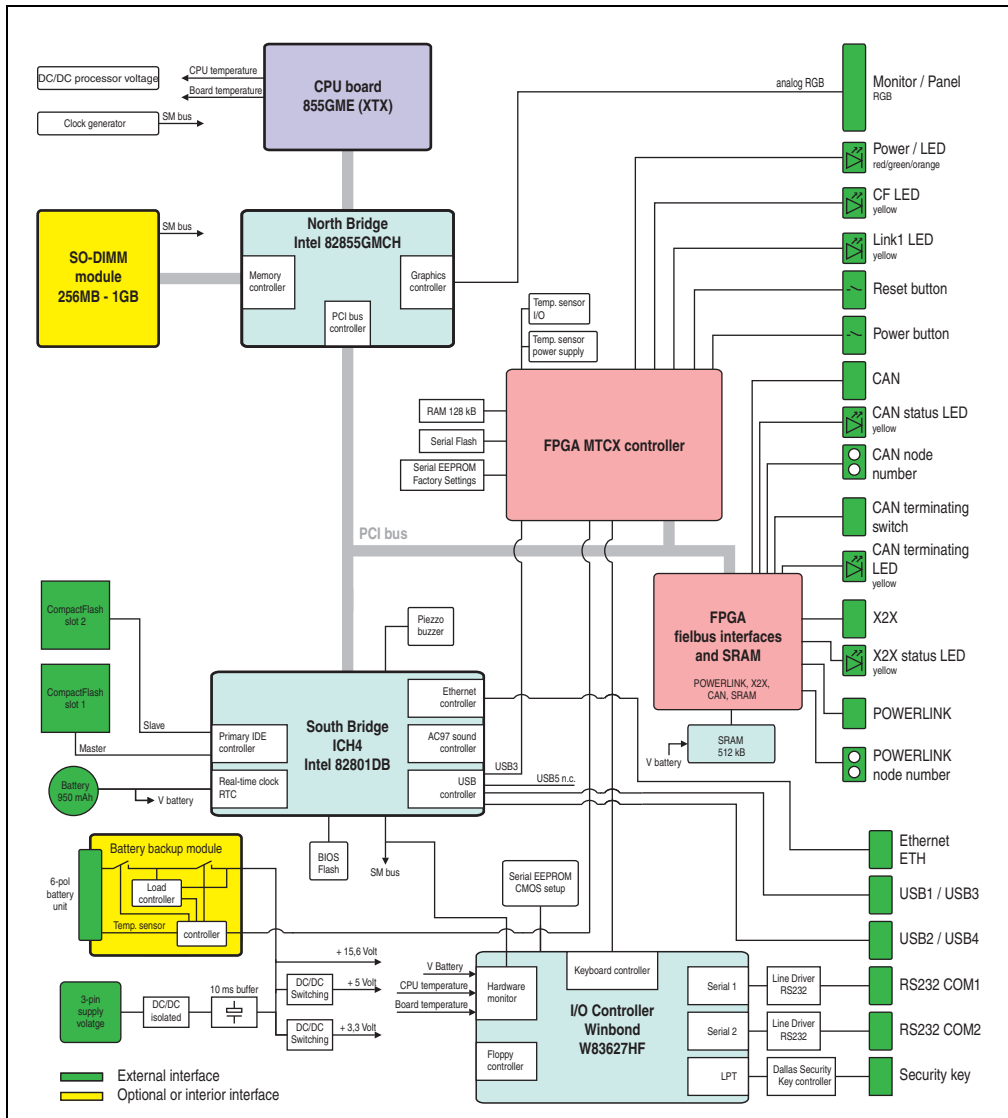 DC/DC processor voltage
CPU temperature
Board temperature
Clock generator
SM bus
CPU board
855GME (XTX)
analog RGB
Monitor / Panel
RGB
Power / LED
red/green/orange
CF LED
yellow
Link1 LED
yellow
Reset button
Power button
CAN
CAN status LED
yellow
CAN node
number
CAN terminating
switch
CAN terminating
LED
yellow
X2X
X2X status LED
yellow
POWERLINK
POWERLINK
node number
SO-DIMM
module
256MB - 1GB
SM bus
North Bridge
Intel 82855GMCH
Memory
controller
Graphics
controller
PCI bus
controller
Temp. sensor
I/O
Temp. sensor
power supply
RAM 128 kB
Serial Flash
Serial EEPROM
Factory Settings
FPGA MTCX controller
PCI bus
FPGA
fielbus interfaces
and SRAM
POWERLINK, X2X,
CAN, SRAM
SRAM
512 kB
V battery
CompactFlash
slot 2
CompactFlash
slot 1
Slave
Master
Piezzo
buzzer
South Bridge
ICH4
Intel 82801DB
Primary IDE
controller
Real-time clock
RTC
Ethernet
controller
AC97 sound
controller
USB
controller
USB3
USB5 n.c.
Battery
950 mAh
V battery
BIOS
Flash
SM bus
Ethernet
ETH
USB1 / USB3
USB2 / USB4
RS232 COM1
RS232 COM2
Security key
Battery backup module
6-pol
battery
unit
Load
controller
Temp. sensor
controller
Serial EEPROM
CMOS setup
+ 15,6 Volt
DC/DC
Switching
+ 5 Volt
DC/DC
Switching
+ 3,3 Volt
3-pin
supply
volatge
DC/DC
isolated
10 ms buffer
V Battery
CPU temperature
Board temperature
Hardware
monitor
Keyboard controller
I/O Controller
Winbond
W83627HF
Floppy
controller
Serial 1
Serial 2
LPT
Line Driver
RS232
Line Driver
RS232
Dallas Security
Key controller
External interface
Optional or interior interface